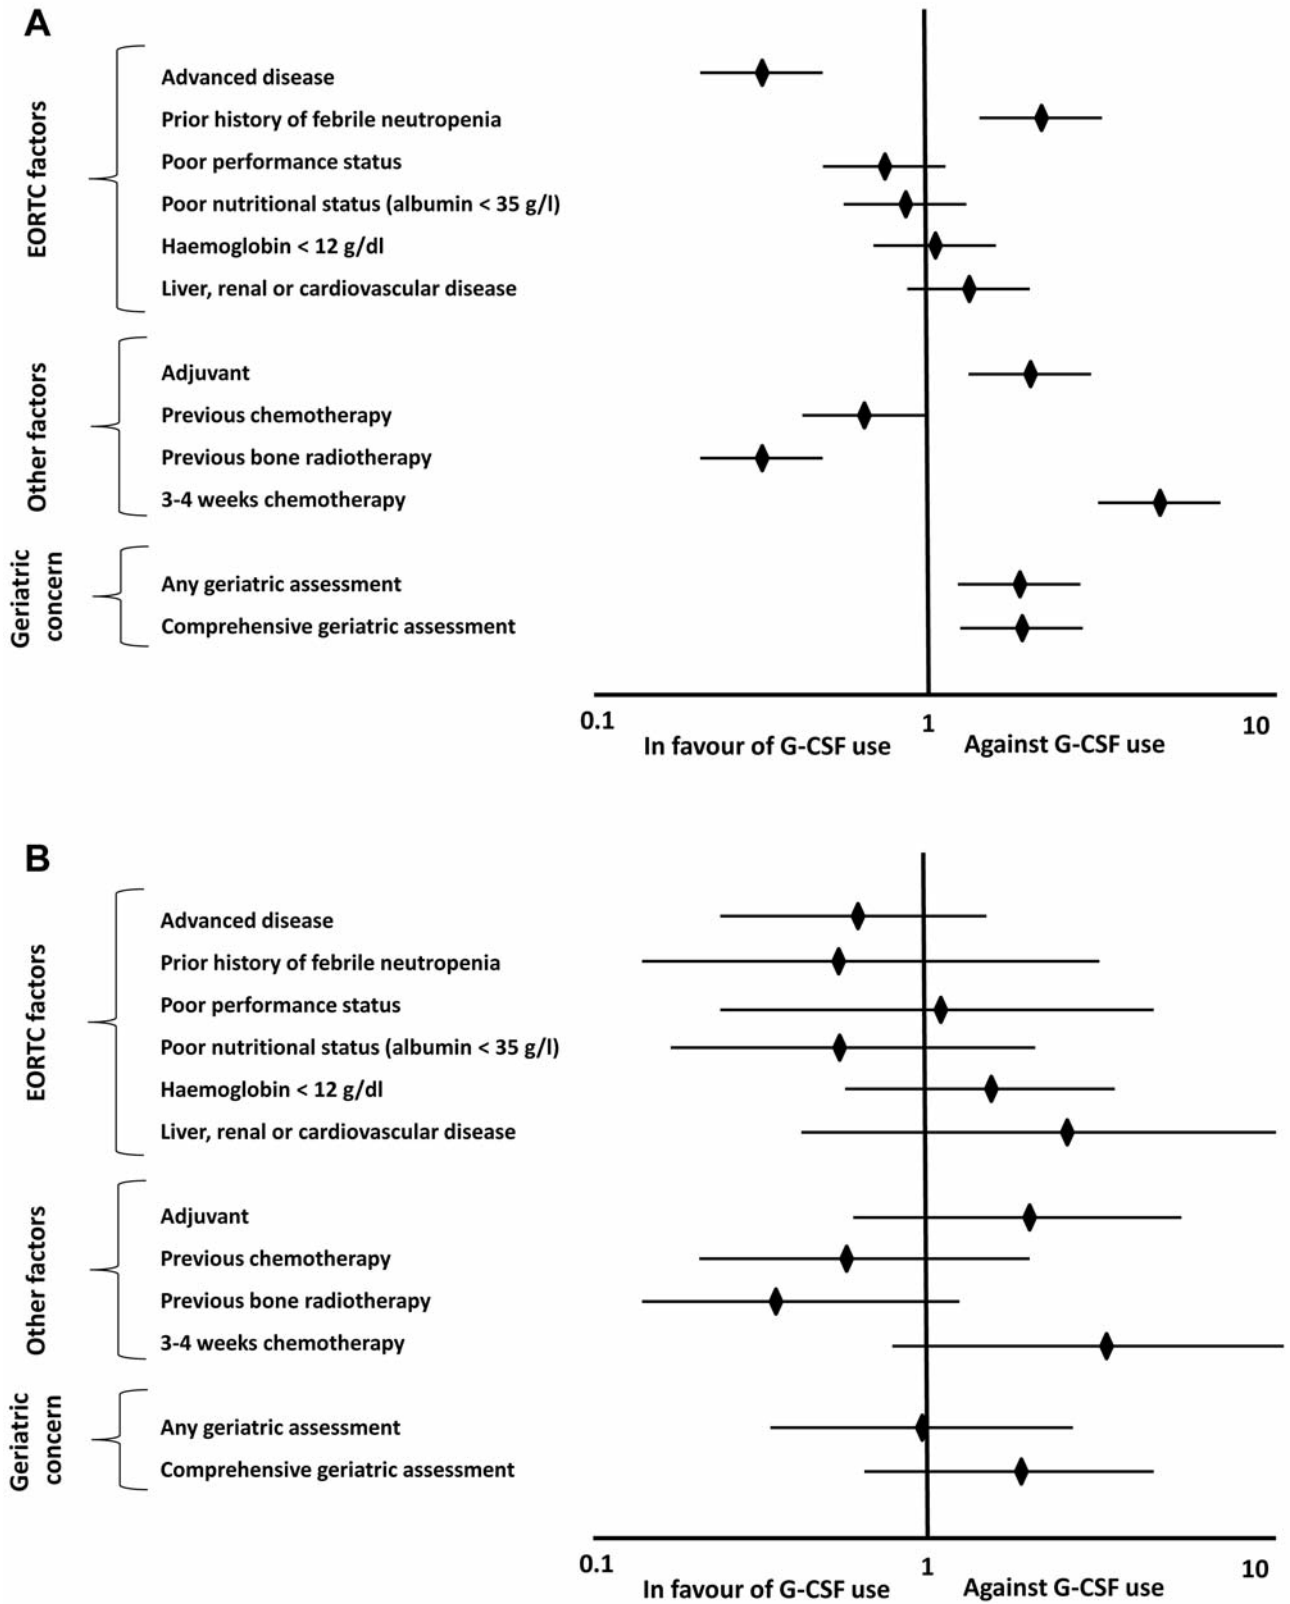 A
EORTC factors
Advanced disease
Prior history of febrile neutropenia
Poor performance status
Poor nutritional status (albumin < 35 g/l)
Haemoglobin < 12 g/dl
Liver, renal or cardiovascular disease
Other factors
Adjuvant
Previous chemotherapy
Previous bone radiotherapy
3-4 weeks chemotherapy
Geriatric
concern
Any geriatric assessment
Comprehensive geriatric assessment
0.1
1
10
In favour of G-CSF use
Against G-CSF use
B
EORTC factors
Advanced disease
Prior history of febrile neutropenia
Poor performance status
Poor nutritional status (albumin < 35 g/l)
Haemoglobin < 12 g/dl
Liver, renal or cardiovascular disease
Other factors
Adjuvant
Previous chemotherapy
Previous bone radiotherapy
3-4 weeks chemotherapy
Geriatric
concern
Any geriatric assessment
Comprehensive geriatric assessment
0.1
1
10
In favour of G-CSF use
Against G-CSF use